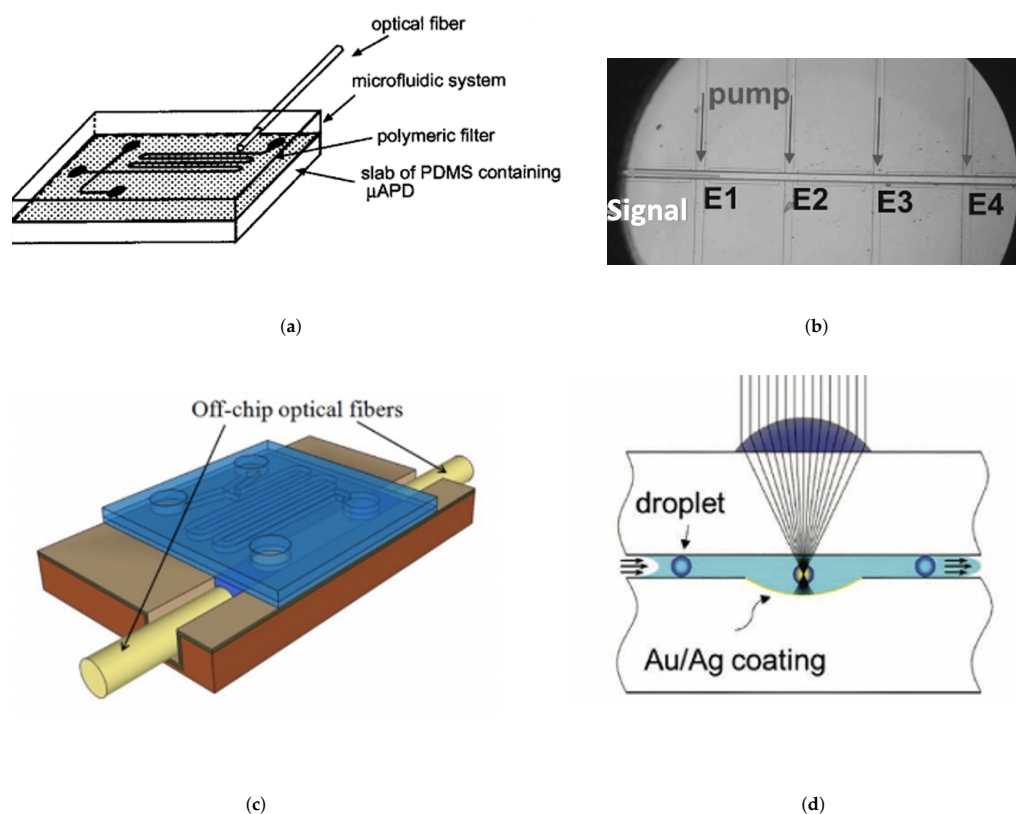 optical fiber
microfluidic system
polymeric filter
slab of PDMS containing
μAPD
(a)
pump
Signal
E1 E2 E3 E4
(b)
Off-chip optical fibers
(c)
droplet
Au/Ag coating
(d)